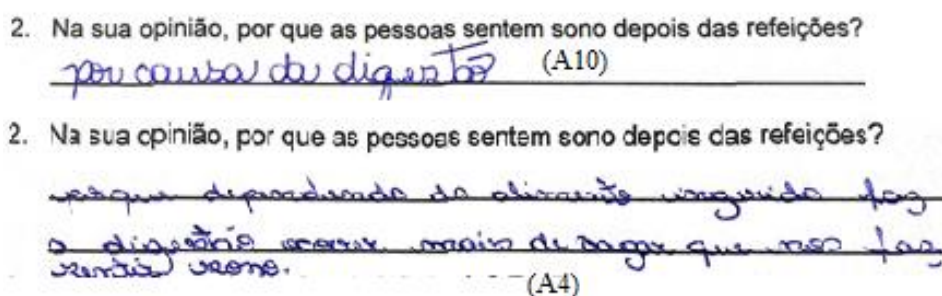 2. Na sua opinião, por que as pessoas sentem sono depois das refeições?
por causa da digestão (A10)
2. Na sua opinião, por que as pessoas sentem sono depois das refeições?
porque dependendo do alimento ingerido faz
a digestão ocorrer mais de vagar que nos faz
sentir sono. (A4)